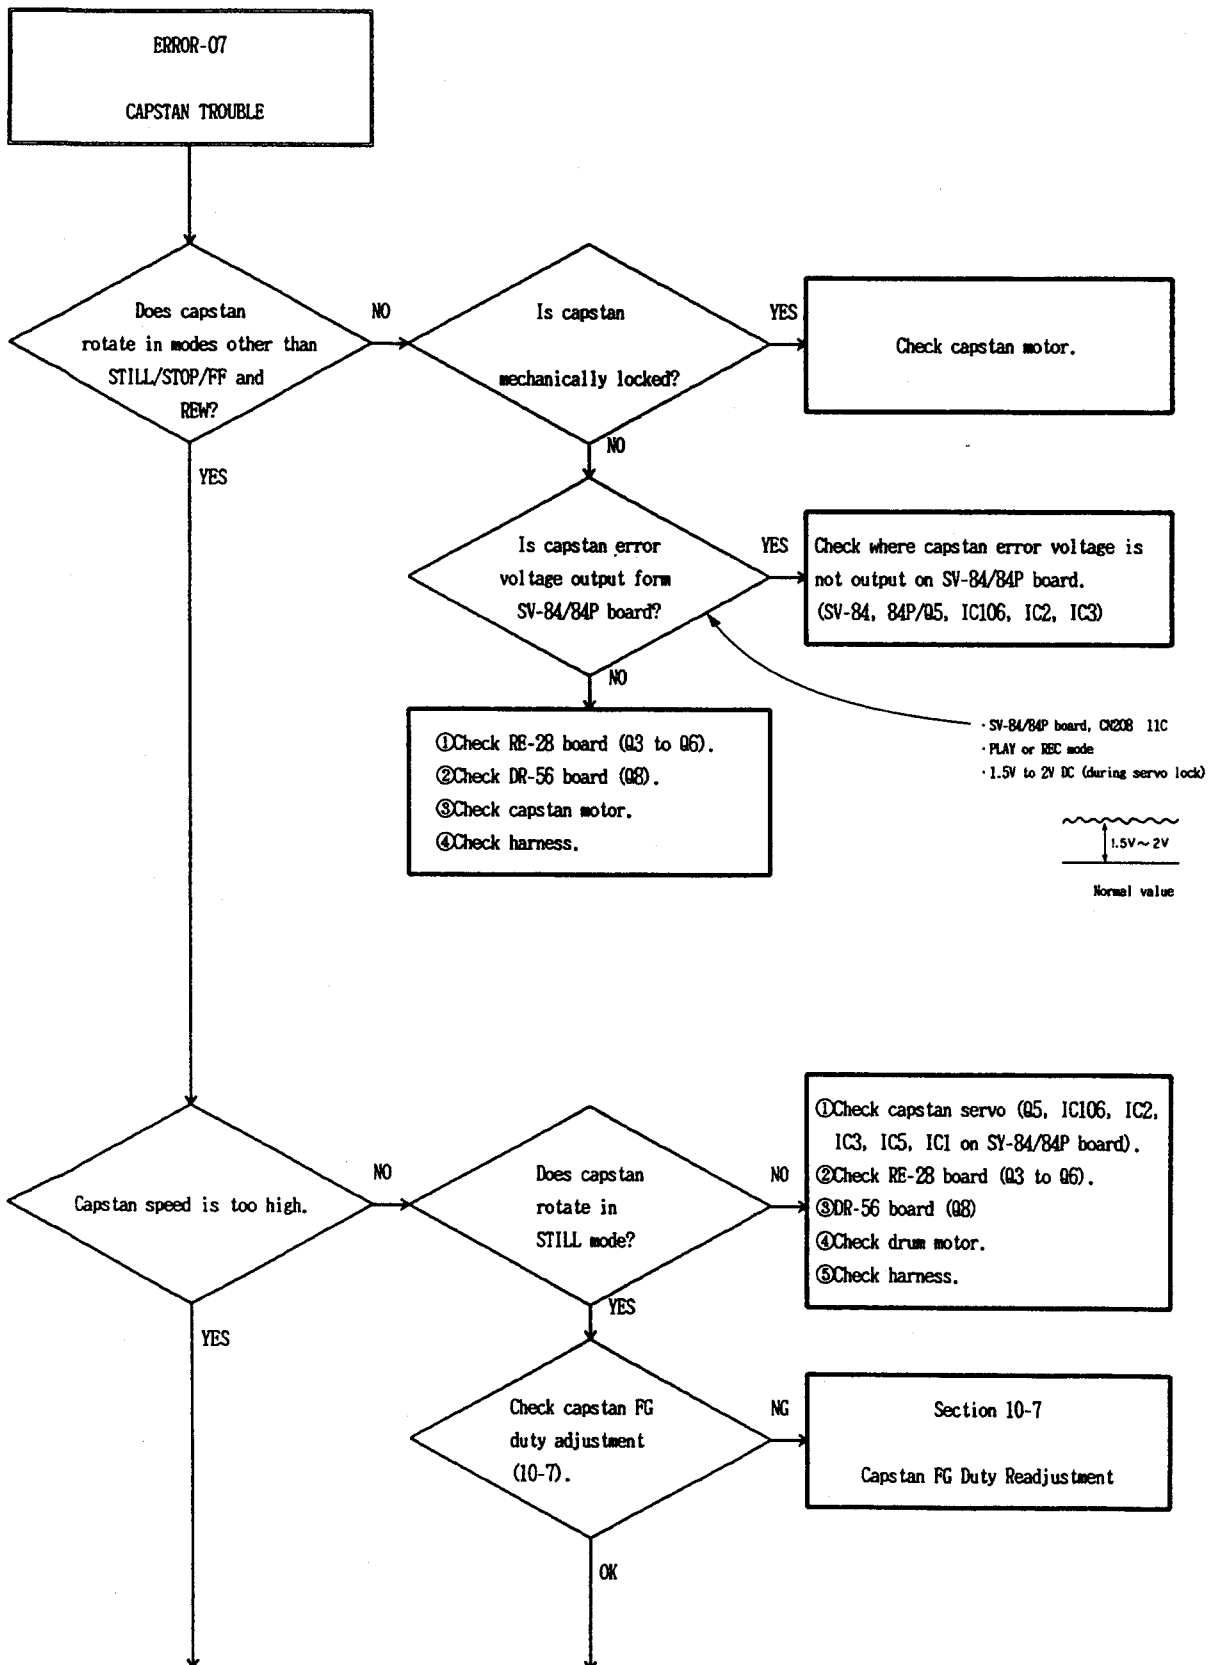 ERROR-07
CAPSTAN TROUBLE
Does capstan
rotate in modes other than
STILL/STOP/FF and
REW?
NO
YES
Is capstan
mechanically locked?
YES
NO
Check capstan motor.
Is capstan error
voltage output form
SV-84/84P board?
YES
NO
Check where capstan error voltage is
not output on SV-84/84P board.
(SV-84, 84P/Q5, IC106, IC2, IC3)
①Check RE-28 board (Q3 to Q6).
②Check DR-56 board (Q8).
③Check capstan motor.
④Check harness.
· SV-84/84P board, CN208 11C
· PLAY or REC mode
· 1.5V to 2V DC (during servo lock)
1.5V~2V
Normal value
Capstan speed is too high.
NO
YES
Does capstan
rotate in
STILL mode?
NO
YES
①Check capstan servo (Q5, IC106, IC2,
IC3, IC5, IC1 on SY-84/84P board).
②Check RE-28 board (Q3 to Q6).
③DR-56 board (Q8)
④Check drum motor.
⑤Check harness.
Check capstan FG
duty adjustment
(10-7).
NG
OK
Section 10-7
Capstan FG Duty Readjustment